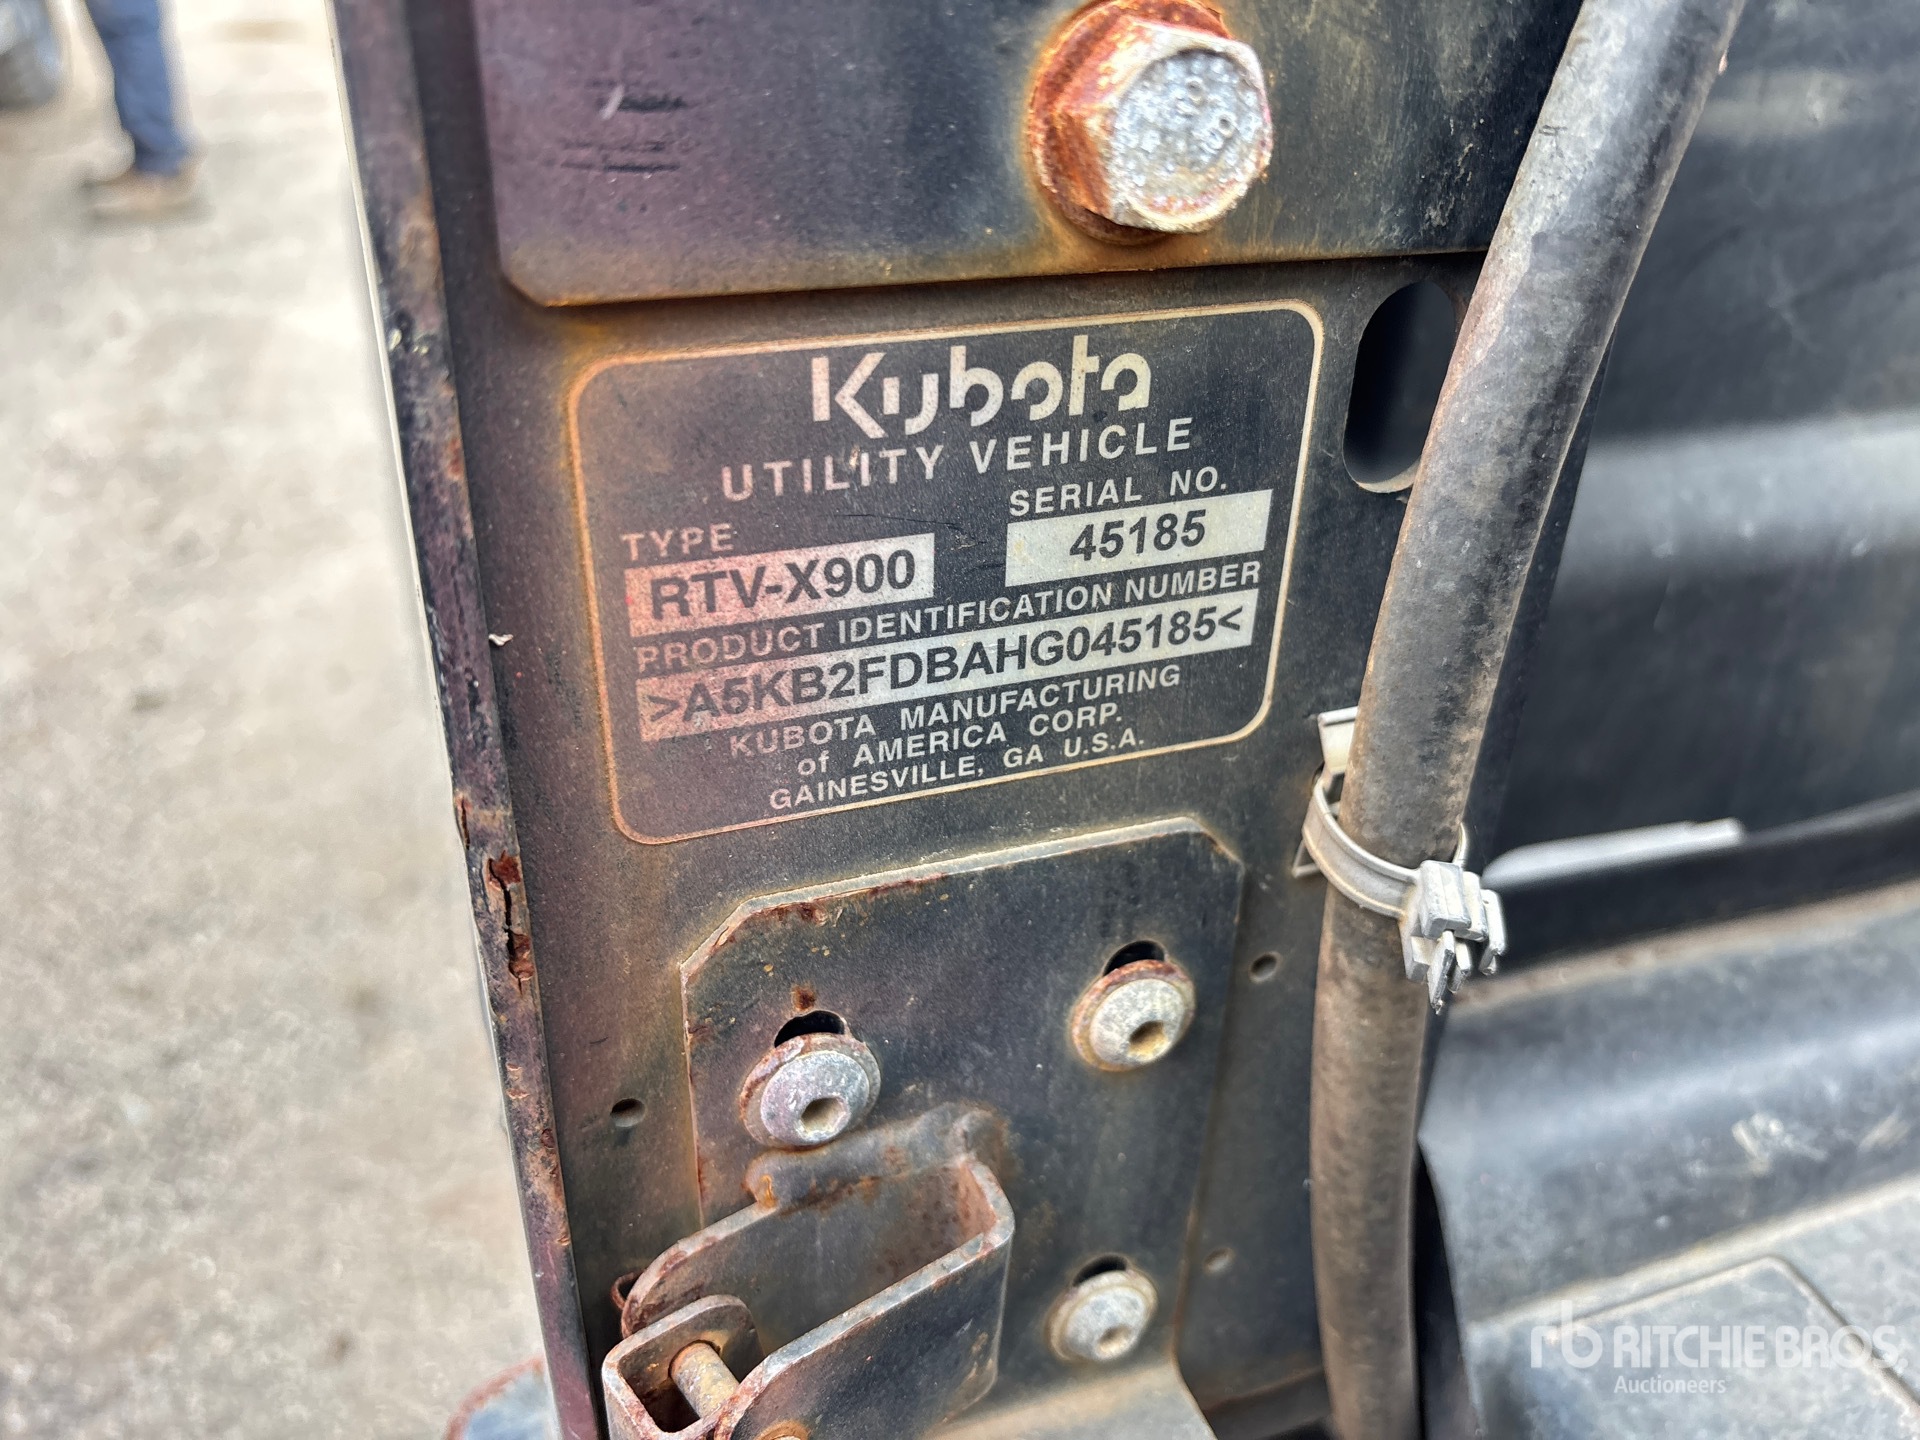 Kubota
UTILITY VEHICLE
TYPE
SERIAL NO.
RTV-X900
45185
PRODUCT IDENTIFICATION NUMBER
>A5KB2FDBAHG045185<
KUBOTA MANUFACTURING
of AMERICA CORP.
GAINESVILLE, GA U.S.A.
rb RITCHIE BROS.
Auctioneers